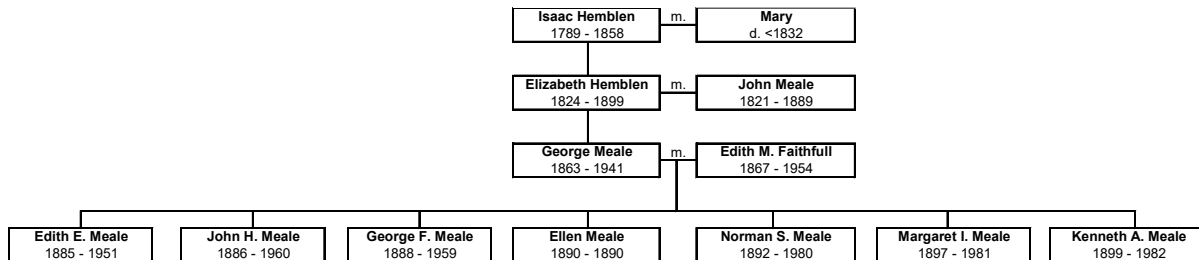 Isaac Hemblen m. Mary
1789 - 1858 d. <1832
Elizabeth Hemblen m. John Meale
1824 - 1899 1821 - 1889
George Meale m. Edith M. Faithfull
1863 - 1941 1867 - 1954
Edith E. Meale John H. Meale George F. Meale Ellen Meale Norman S. Meale Margaret I. Meale Kenneth A. Meale
1885 - 1951 1886 - 1960 1888 - 1959 1890 - 1890 1892 - 1980 1897 - 1981 1899 - 1982